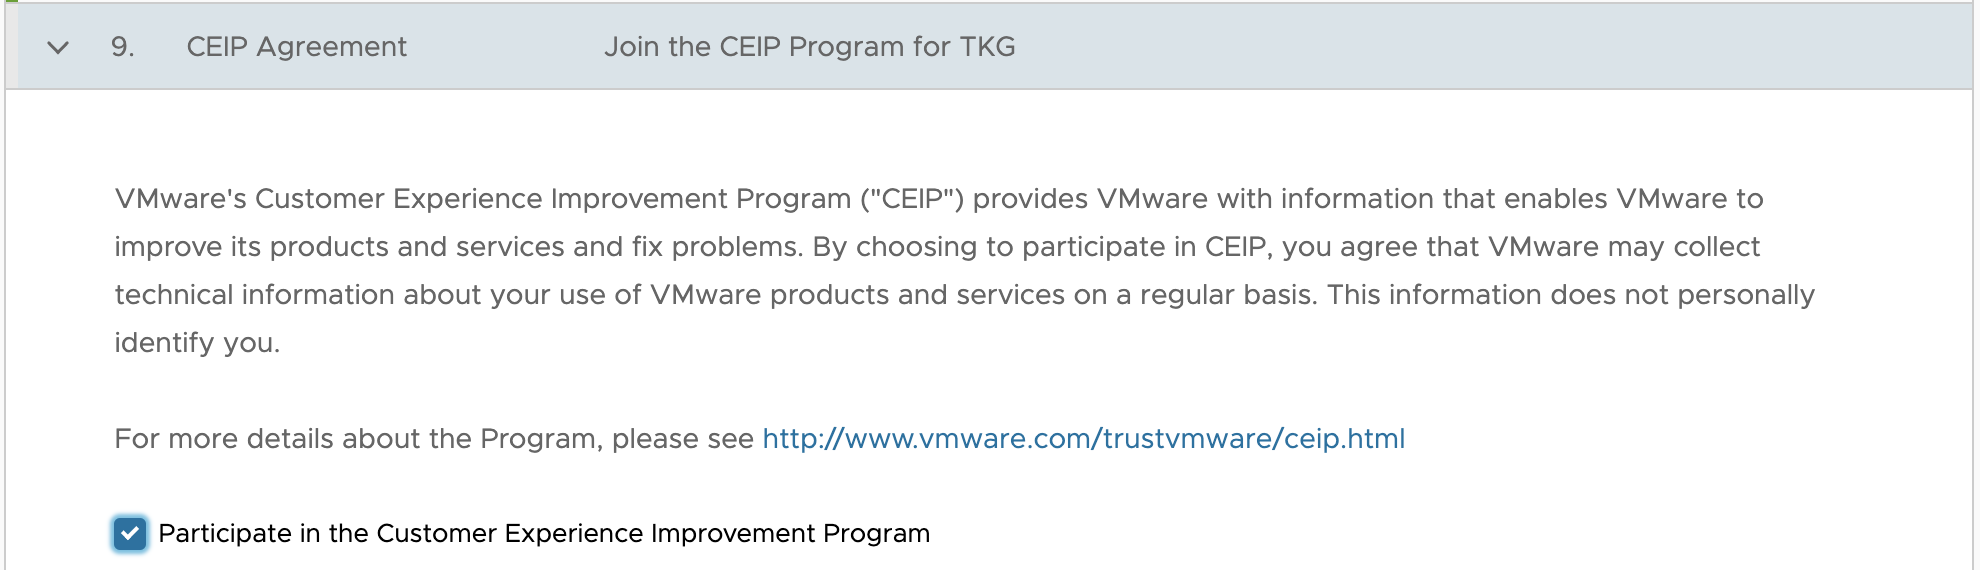 9. CEIP Agreement Join the CEIP Program for TKG
VMware's Customer Experience Improvement Program ("CEIP") provides VMware with information that enables VMware to
improve its products and services and fix problems. By choosing to participate in CEIP, you agree that VMware may collect
technical information about your use of VMware products and services on a regular basis. This information does not personally
identify you.
For more details about the Program, please see http://www.vmware.com/trustvmware/ceip.html
Participate in the Customer Experience Improvement Program